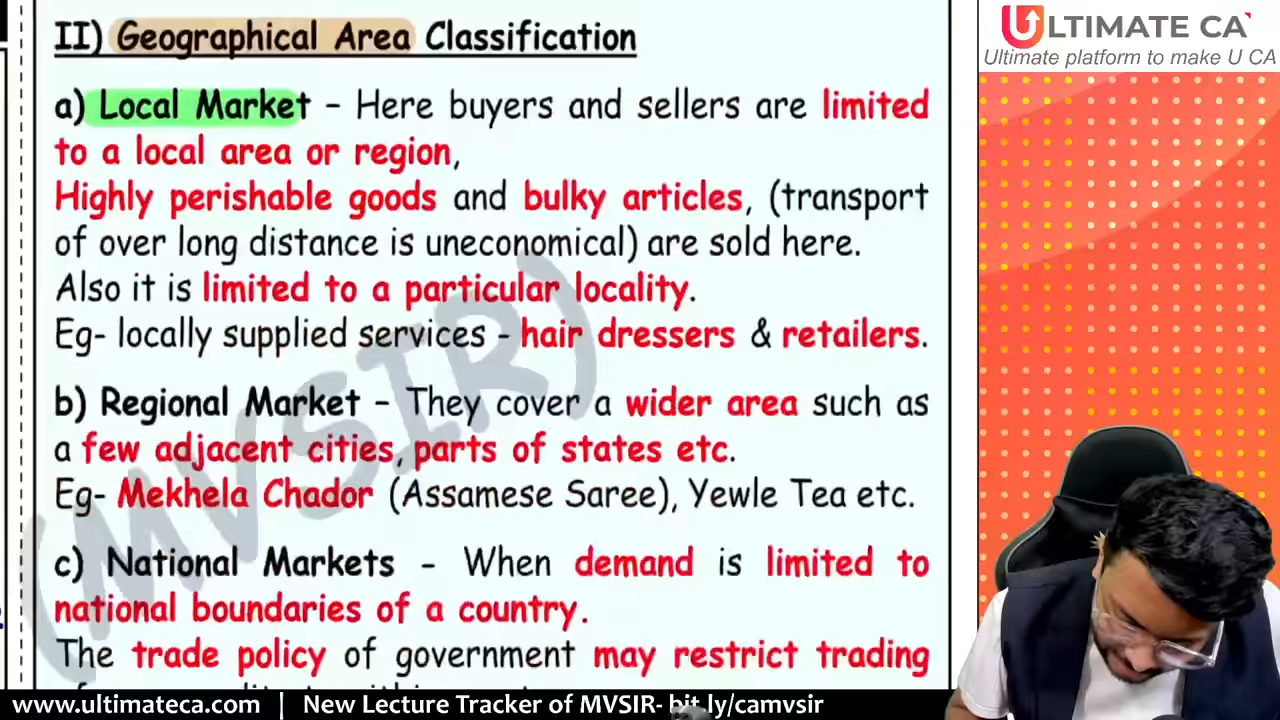 II) Geographical Area Classification
a) Local Market – Here buyers and sellers are limited
to a local area or region,
Highly perishable goods and bulky articles, (transport
of over long distance is uneconomical) are sold here.
Also it is limited to a particular locality.
Eg- locally supplied services - hair dressers & retailers.
b) Regional Market – They cover a wider area such as
a few adjacent cities, parts of states etc.
Eg- Mekhela Chador (Assamese Saree), Yewle Tea etc.
c) National Markets - When demand is limited to
national boundaries of a country.
The trade policy of government may restrict trading
(MVSIR)
ULTIMATE CA
Ultimate platform to make U CA
www.ultimateca.com | New Lecture Tracker of MVSIR- bit.ly/camvsir